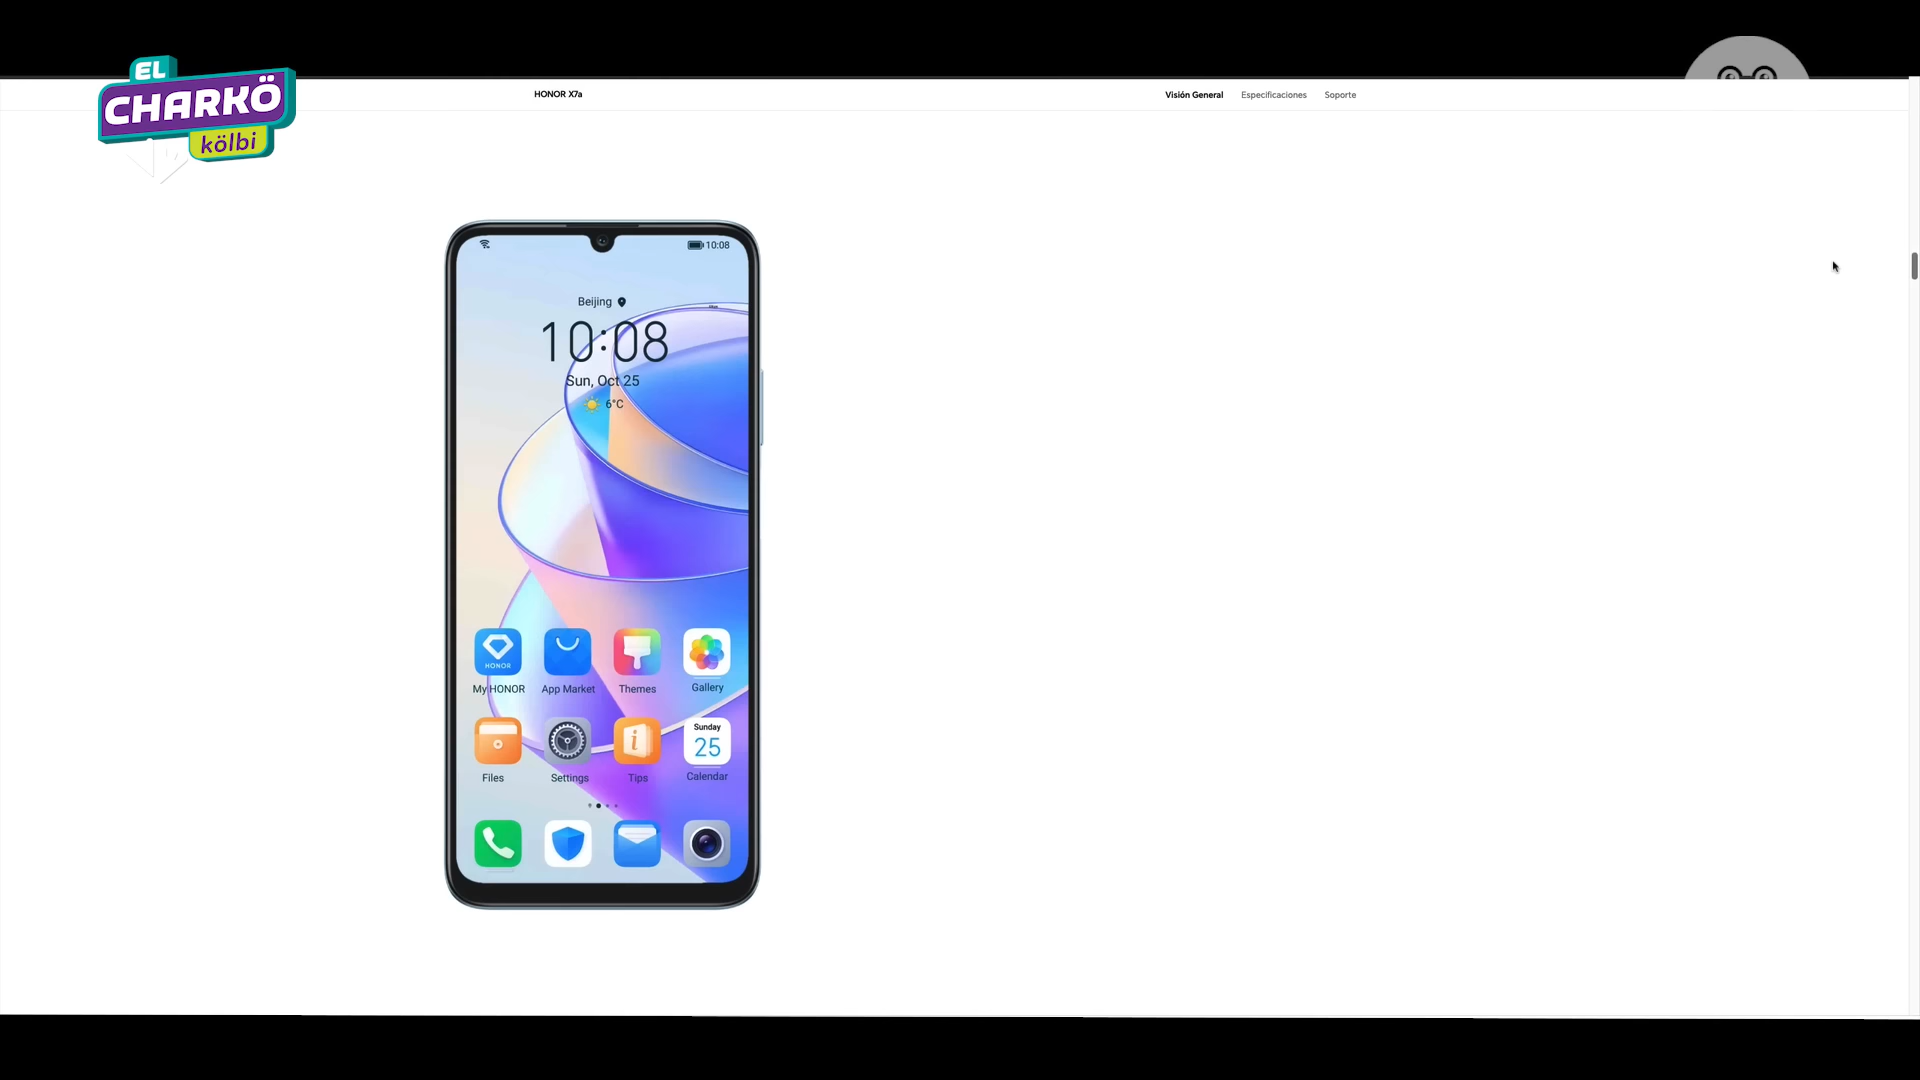 EL
CHARKÖ
kölbi
HONOR X7a
Visión General
Especificaciones
Soporte
10:08
Beijing
10:08
Sun, Oct 25
6°C
HONOR
My HONOR
App Market
Themes
Gallery
Sunday
25
Files
Settings
Tips
Calendar